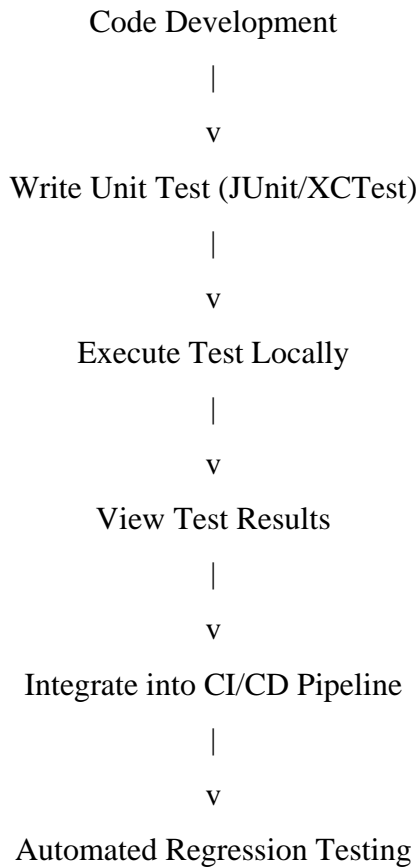 Code Development
|
v
Write Unit Test (JUnit/XCTest)
|
v
Execute Test Locally
|
v
View Test Results
|
v
Integrate into CI/CD Pipeline
|
v
Automated Regression Testing